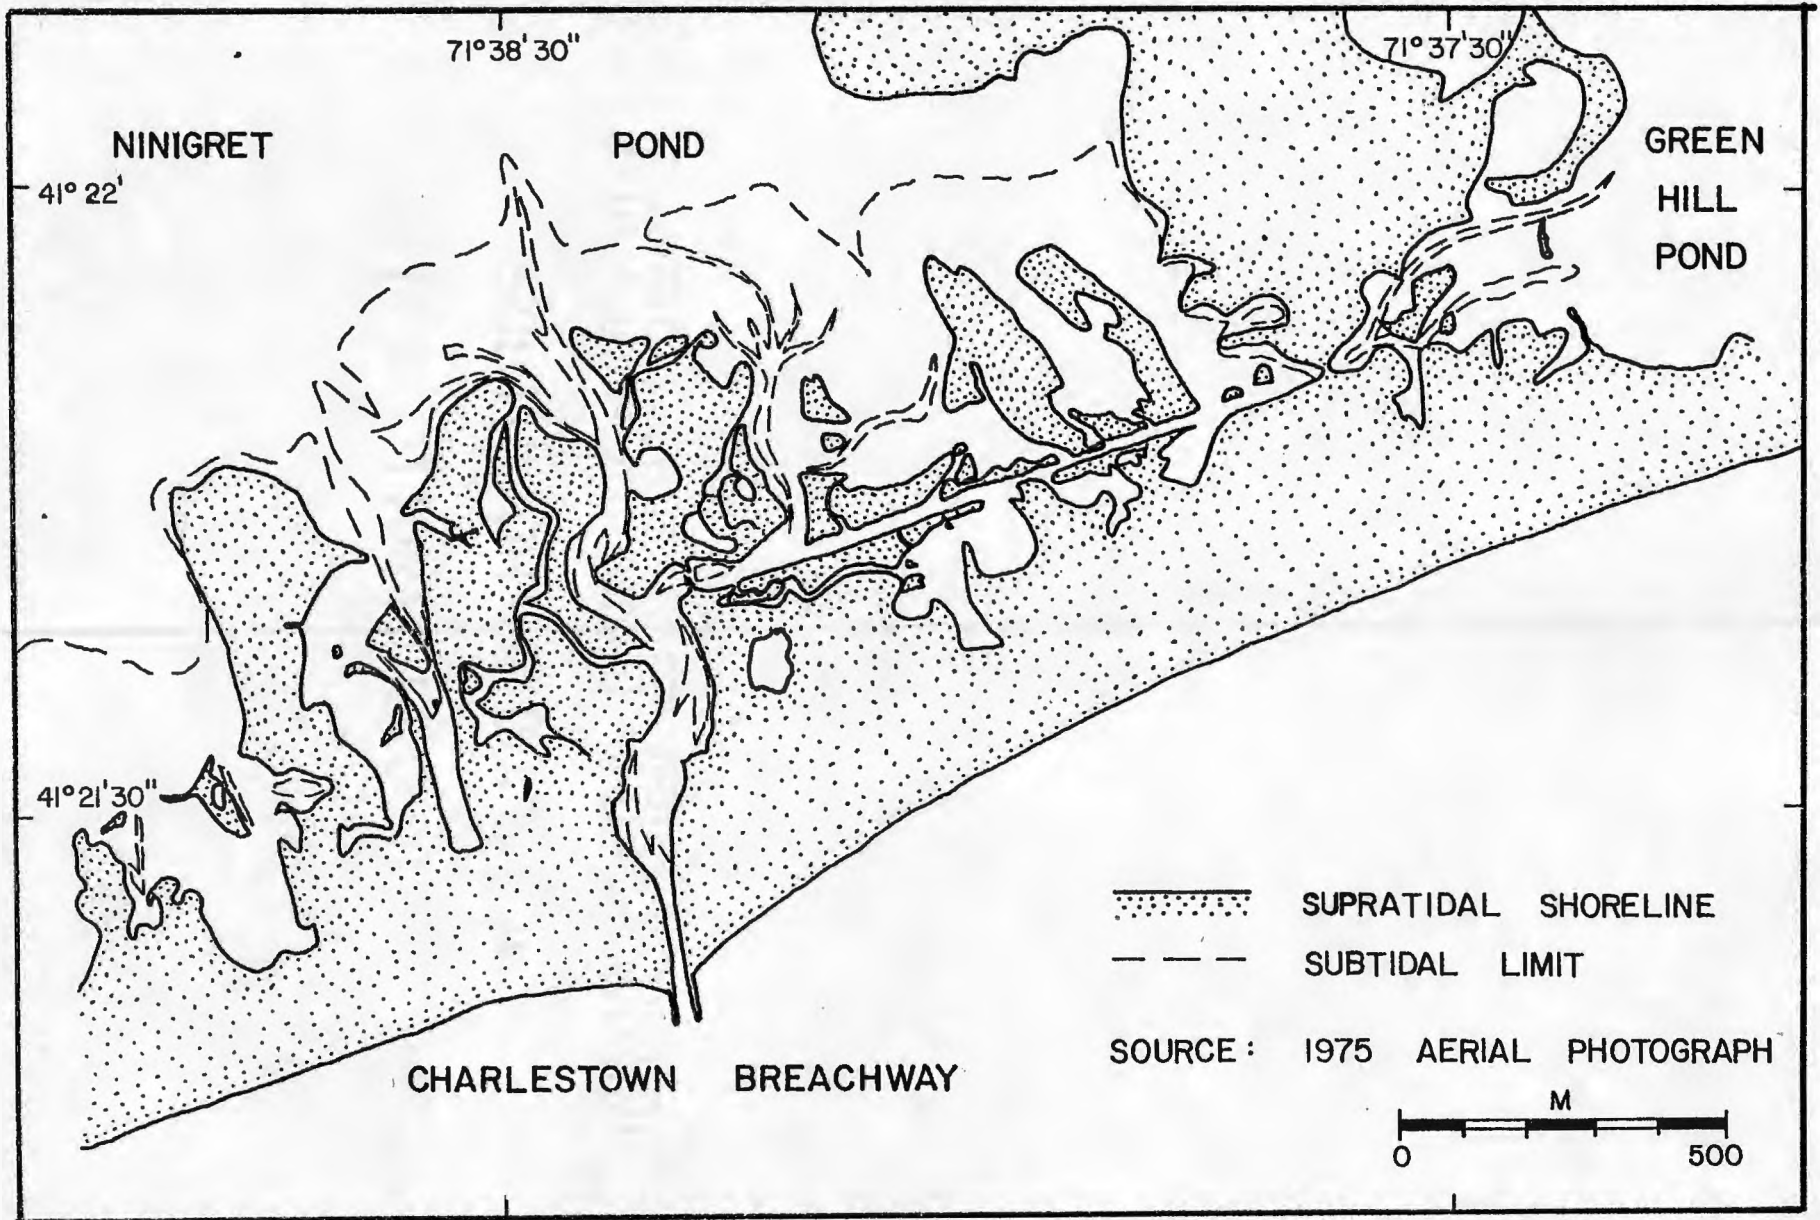 71°38'30"
71°37'30"
NINIGRET POND
GREEN
HILL
POND
41° 22'
41° 21'30"
SUPRATIDAL SHORELINE
SUBTIDAL LIMIT
SOURCE: 1975 AERIAL PHOTOGRAPH
CHARLESTOWN BREACHWAY
M
0 500